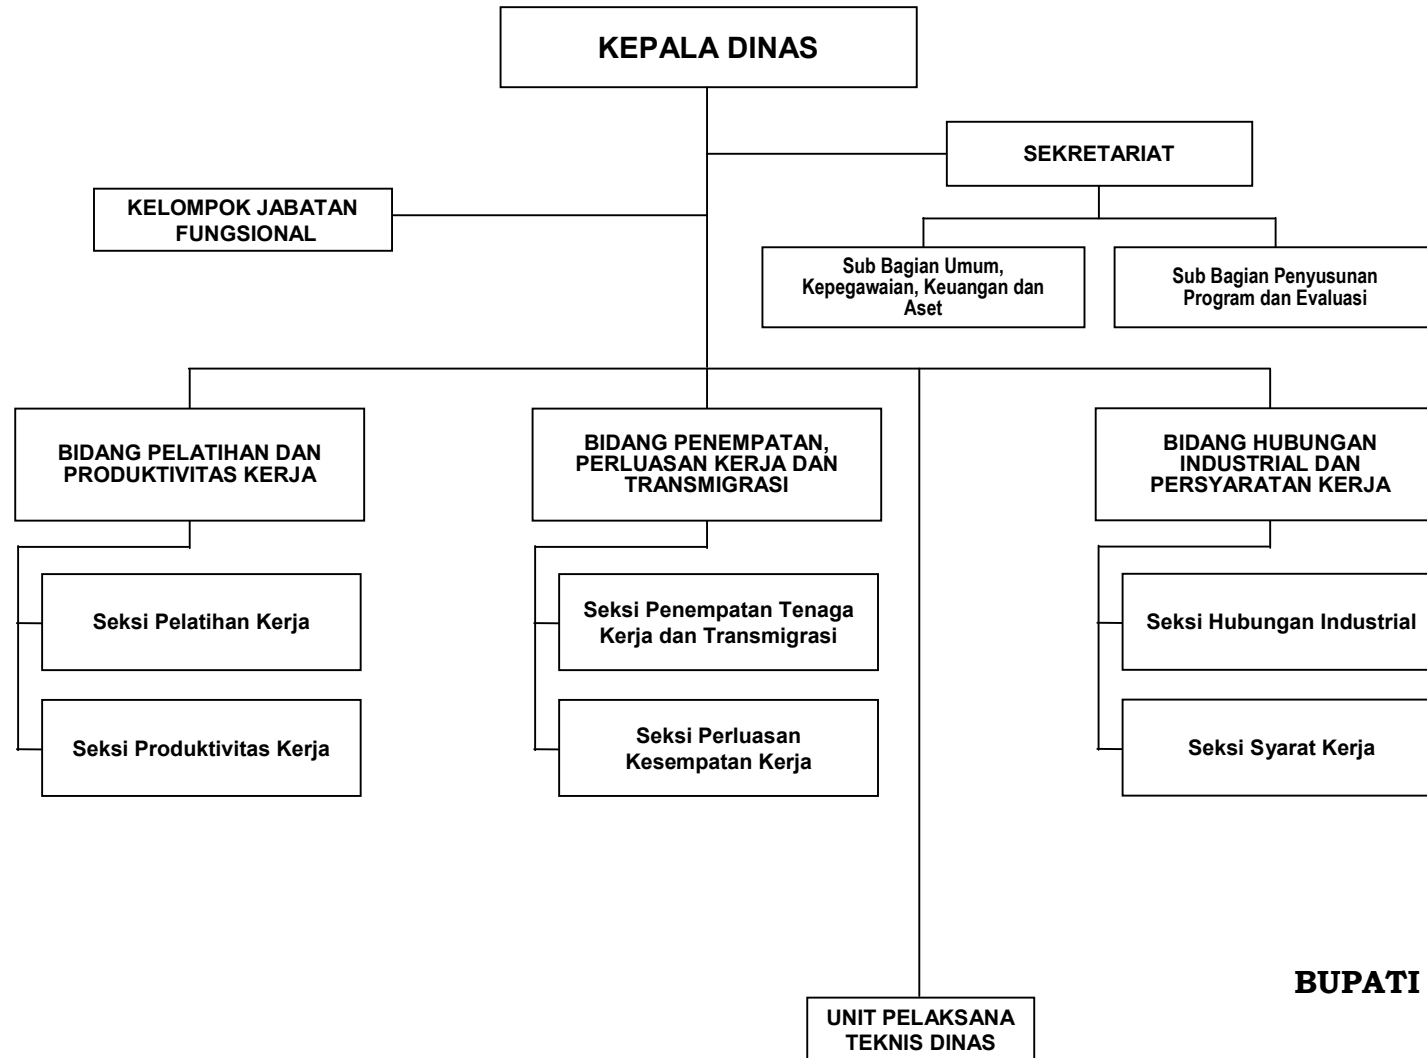 KEPALA DINAS
SEKRETARIAT
KELOMPOK JABATAN
FUNGSIONAL
Sub Bagian Umum,
Kepegawaian, Keuangan dan
Aset
Sub Bagian Penyusunan
Program dan Evaluasi
BIDANG PELATIHAN DAN
PRODUKTIVITAS KERJA
BIDANG PENEMPATAN,
PERLUASAN KERJA DAN
TRANSMIGRASI
BIDANG HUBUNGAN
INDUSTRIAL DAN
PERSYARATAN KERJA
Seksi Pelatihan Kerja
Seksi Penempatan Tenaga
Kerja dan Transmigrasi
Seksi Hubungan Industrial
Seksi Produktivitas Kerja
Seksi Perluasan
Kesempatan Kerja
Seksi Syarat Kerja
BUPATI
UNIT PELAKSANA
TEKNIS DINAS